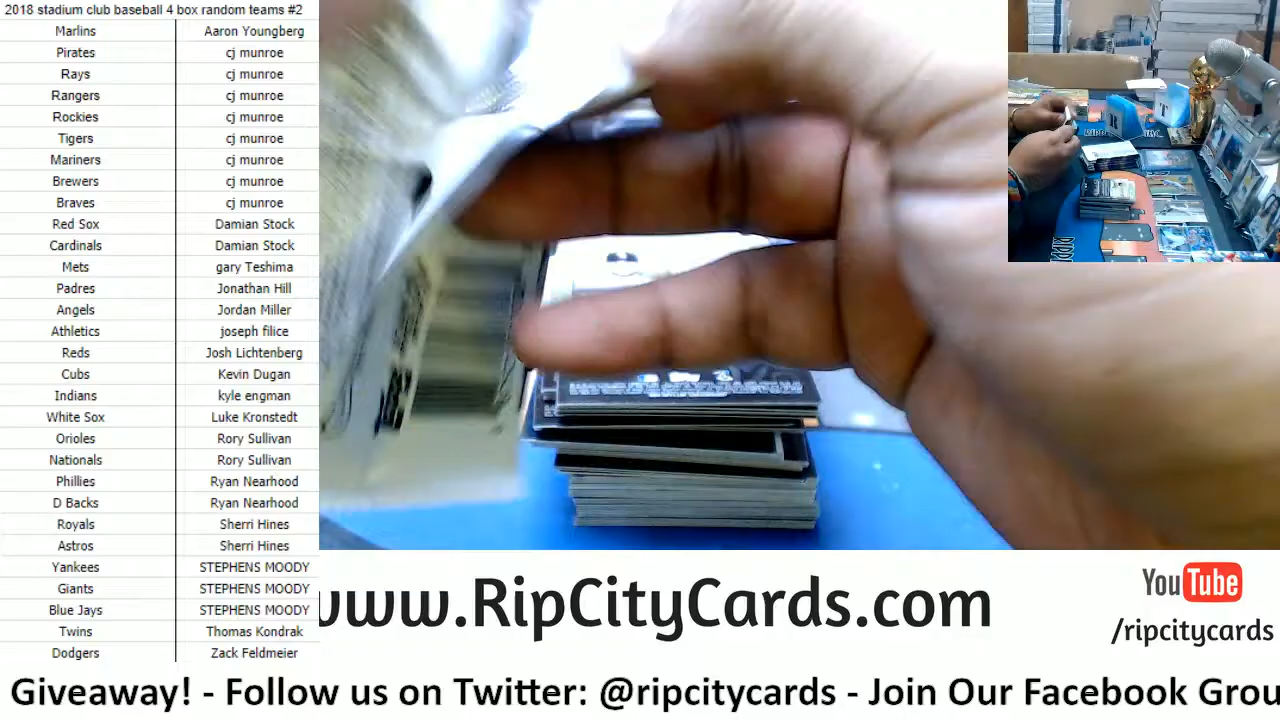 2018 stadium club baseball 4 box random teams #2
Marlins Aaron Youngberg
Pirates cj munroe
Rays cj munroe
Rangers cj munroe
Rockies cj munroe
Tigers cj munroe
Mariners cj munroe
Brewers cj munroe
Braves cj munroe
Red Sox Damian Stock
Cardinals Damian Stock
Mets gary Teshima
Padres Jonathan Hill
Angels Jordan Miller
Athletics joseph filice
Reds Josh Lichtenberg
Cubs Kevin Dugan
Indians kyle engman
White Sox Luke Kronstedt
Orioles Rory Sullivan
Nationals Rory Sullivan
Phillies Ryan Nearhood
D Backs Ryan Nearhood
Royals Sherri Hines
Astros Sherri Hines
Yankees STEPHENS MOODY
Giants STEPHENS MOODY
Blue Jays STEPHENS MOODY
Twins Thomas Kondrak
Dodgers Zack Feldmeier
www.RipCityCards.com
YouTube
/ripcitycards
Giveaway! - Follow us on Twitter: @ripcitycards - Join Our Facebook Grou